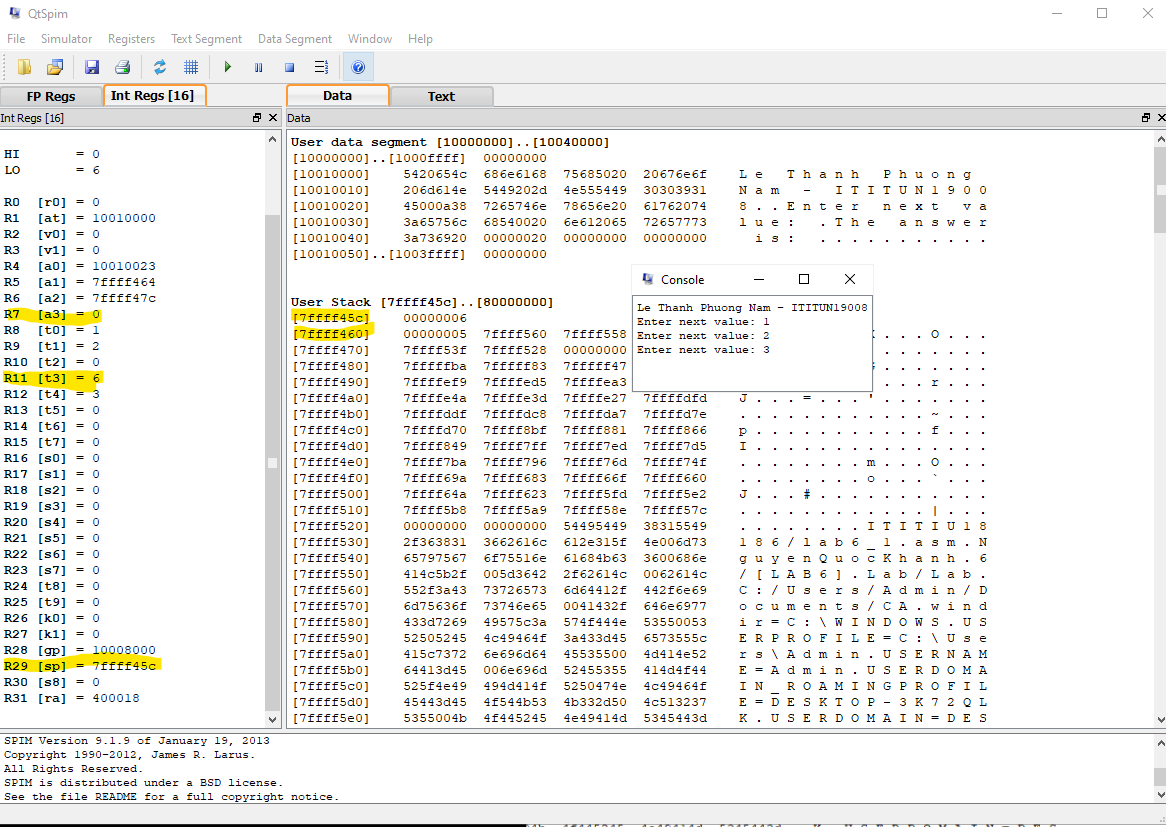 QtSpim
File Simulator Registers Text Segment Data Segment Window Help
FP Regs Int Regs [16] Data Text
Int Regs [16]
Data
HI = 0
LO = 6
R0 [r0] = 0
R1 [at] = 10010000
R2 [v0] = 0
R3 [v1] = 0
R4 [a0] = 10010023
R5 [a1] = 7ffff464
R6 [a2] = 7ffff47c
R7 [a3] = 0
R8 [t0] = 1
R9 [t1] = 2
R10 [t2] = 0
R11 [t3] = 6
R12 [t4] = 3
R13 [t5] = 0
R14 [t6] = 0
R15 [t7] = 0
R16 [s0] = 0
R17 [s1] = 0
R18 [s2] = 0
R19 [s3] = 0
R20 [s4] = 0
R21 [s5] = 0
R22 [s6] = 0
R23 [s7] = 0
R24 [t8] = 0
R25 [t9] = 0
R26 [k0] = 0
R27 [k1] = 0
R28 [gp] = 10008000
R29 [sp] = 7ffff45c
R30 [s8] = 0
R31 [ra] = 400018
User data segment [10000000]..[10040000]
[10000000]..[1000ffff] 00000000
[10010000] 5420654c 686e6168 75685020 20676e6f L e T h a n h P h u o n g
[10010010] 206d614e 5449202d 4e555449 30303931 N a m - I T I T U N 1 9 0 0
[10010020] 45000a38 7265746e 78656e20 61762074 8 . . E n t e r n e x t v a
[10010030] 3a65756c 68540020 6e612065 72657773 l u e : . T h e a n s w e r
[10010040] 3a736920 00000020 00000000 00000000 i s : . . . . . . . . . . .
[10010050]..[1003ffff] 00000000
User Stack [7ffff45c]..[80000000]
[7ffff45c] 00000006
[7ffff460] 00000005 7ffff560 7ffff558 . . . O . . .
[7ffff470] 7ffff53f 7ffff528 00000000
[7ffff480] 7fffffba 7fffff83 7fffff47
[7ffff490] 7ffffef9 7ffffed5 7ffffea3 . . . r . . .
[7ffff4a0] 7ffffe4a 7ffffe3d 7ffffe27 7ffffdfd J . . . = . . . ' . . . . . . .
[7ffff4b0] 7ffffddf 7ffffdc8 7ffffda7 7ffffd7e . . . . . . . . . . . . ~ . . .
[7ffff4c0] 7ffffd70 7ffff8bf 7ffff881 7ffff866 p . . . . . . . . . . . f . . .
[7ffff4d0] 7ffff849 7ffff7ff 7ffff7ed 7ffff7d5 I . . . . . . . . . . . . . . .
[7ffff4e0] 7ffff7ba 7ffff796 7ffff76d 7ffff74f . . . . . . . . m . . . O . . .
[7ffff4f0] 7ffff69a 7ffff683 7ffff66f 7ffff660 . . . . . . . . o . . . ` . . .
[7ffff500] 7ffff64a 7ffff623 7ffff5fd 7ffff5e2 J . . . # . . . . . . . . . . .
[7ffff510] 7ffff5b8 7ffff5a9 7ffff58e 7ffff57c . . . . . . . . . . . . | . . .
[7ffff520] 00000000 00000000 54495449 38315549 . . . . . . . . I T I T I U 1 8
[7ffff530] 2f363831 3662616c 612e315f 4e006d73 1 8 6 / l a b 6 _ 1 . a s m . N
[7ffff540] 65797567 6f75516e 61684b63 3600686e g u y e n Q u o c K h a n h . 6
[7ffff550] 414c5b2f 005d3642 2f62614c 0062614c / [ L A B 6 ] . L a b / L a b .
[7ffff560] 552f3a43 73726573 6d64412f 442f6e69 C : / U s e r s / A d m i n / D
[7ffff570] 6d75636f 73746e65 0041432f 646e6977 o c u m e n t s / C A . w i n d
[7ffff580] 433d7269 49575c3a 574f444e 53550053 i r = C : \ W I N D O W S . U S
[7ffff590] 52505245 4c49464f 3a433d45 6573555c E R P R O F I L E = C : \ U s e
[7ffff5a0] 415c7372 6e696d64 45535500 4d414e52 r s \ A d m i n . U S E R N A M
[7ffff5b0] 64413d45 006e696d 52455355 414d4f44 E = A d m i n . U S E R D O M A
[7ffff5c0] 525f4e49 494d414f 5250474e 4c49464f I N _ R O A M I N G P R O F I L
[7ffff5d0] 45443d45 4f544b53 4b332d50 4c513237 E = D E S K T O P - 3 K 7 2 Q L
[7ffff5e0] 5355004b 4f445245 4e49414d 5345443d K . U S E R D O M A I N = D E S
Console
Le Thanh Phuong Nam - ITITUN19008
Enter next value: 1
Enter next value: 2
Enter next value: 3
SPIM Version 9.1.9 of January 19, 2013
Copyright 1990-2012, James R. Larus.
All Rights Reserved.
SPIM is distributed under a BSD license.
See the file README for a full copyright notice.